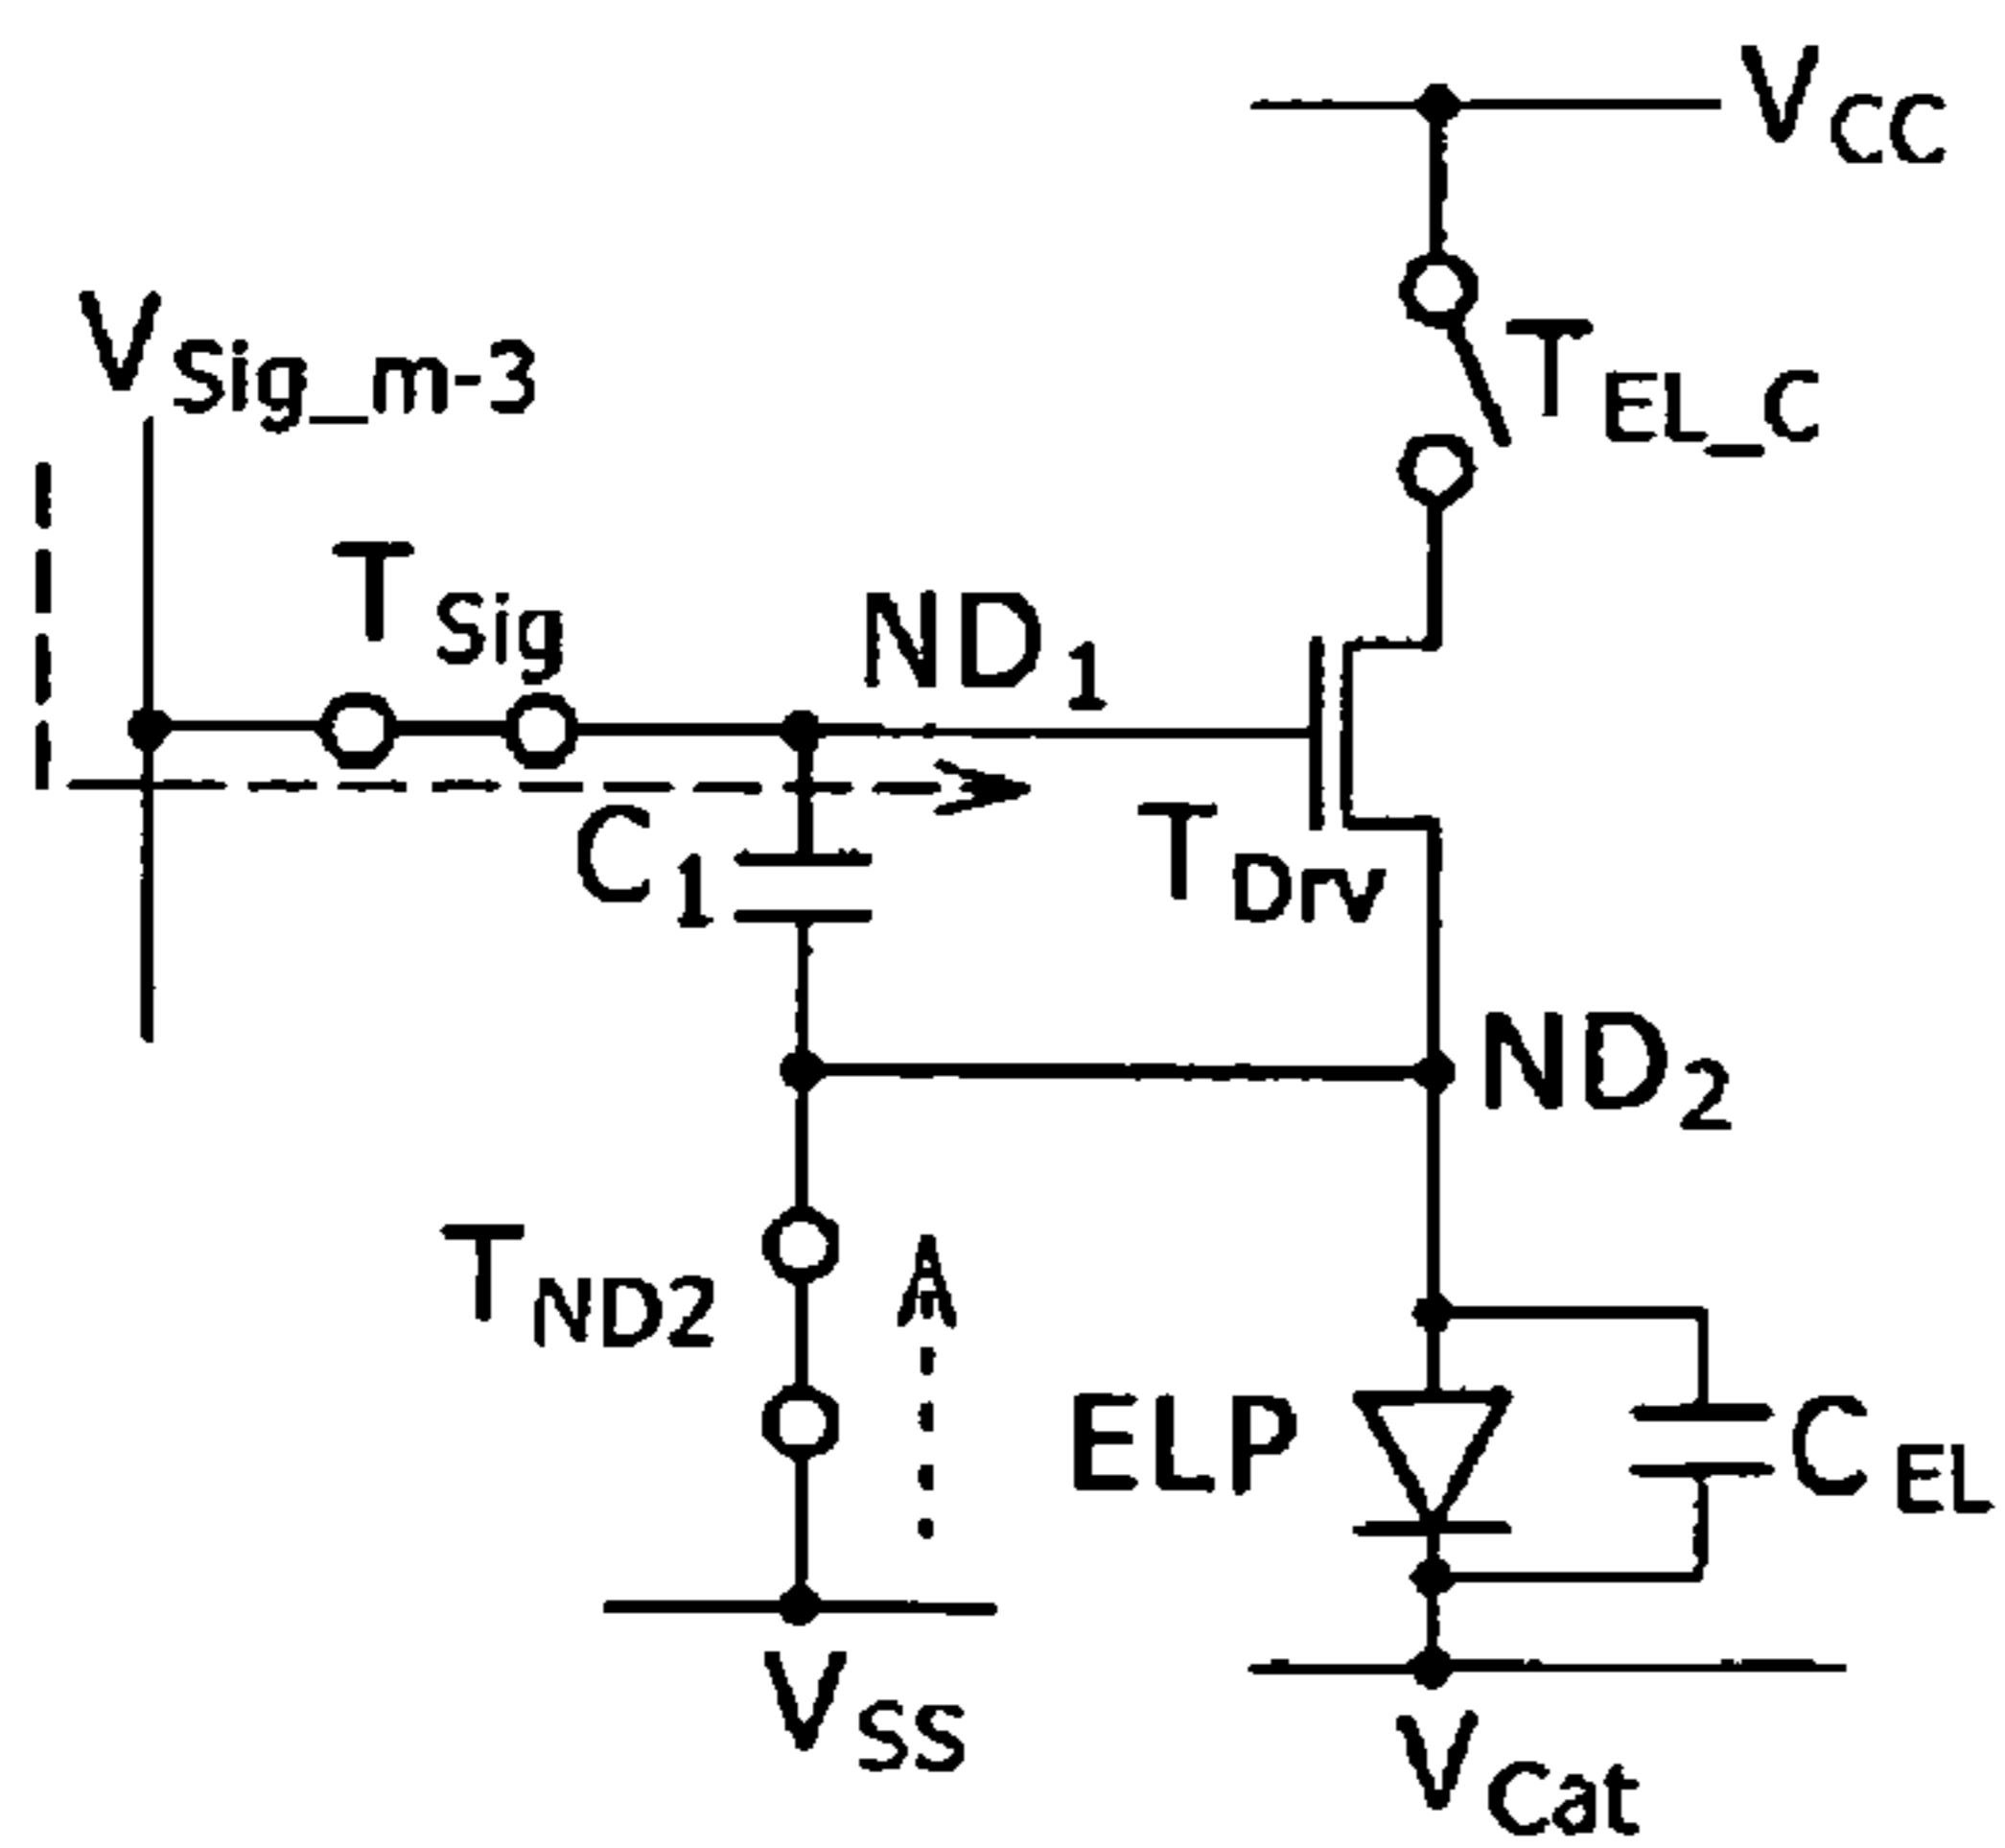 VCC
VSig_m-3
TEL_C
TSig
ND1
C1
TDrv
ND2
TND2
ELP
CEL
VSS
VCat